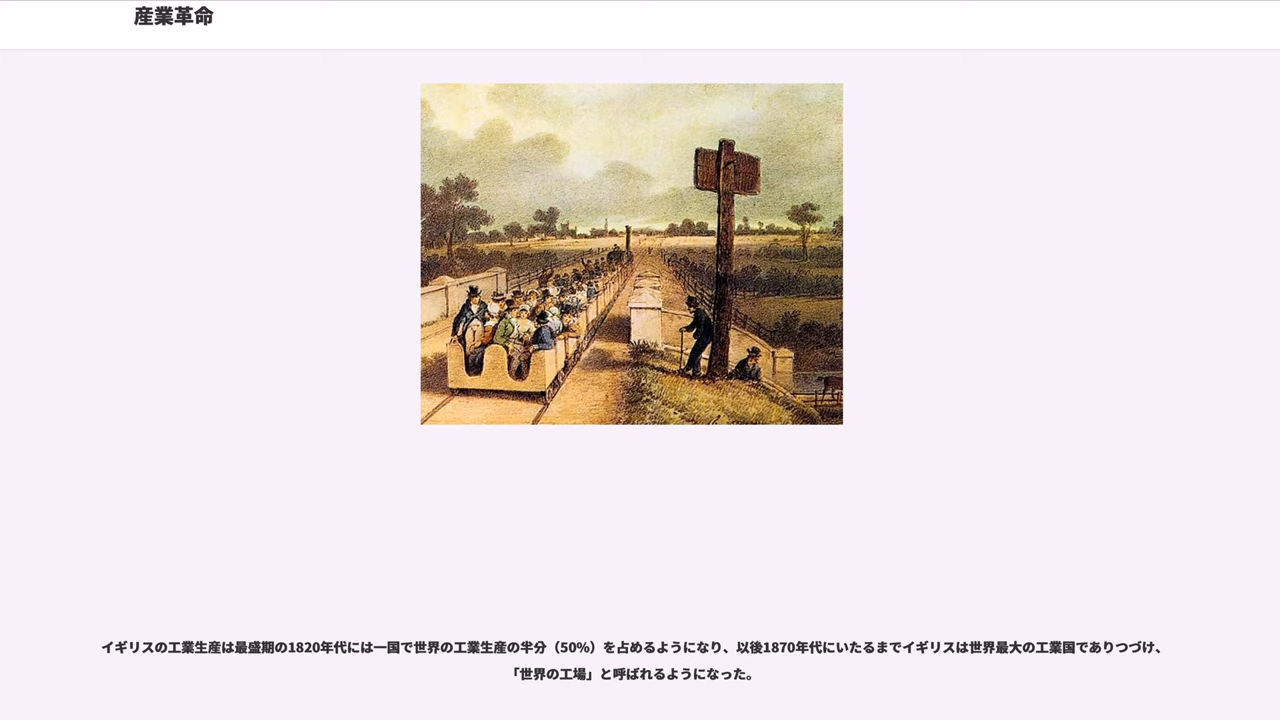 産業革命
イギリスの工業生産は最盛期の1820年代には一国で世界の工業生産の半分（50%）を占めるようになり、以後1870年代にいたるまでイギリスは世界最大の工業国でありつづけ、
「世界の工場」と呼ばれるようになった。